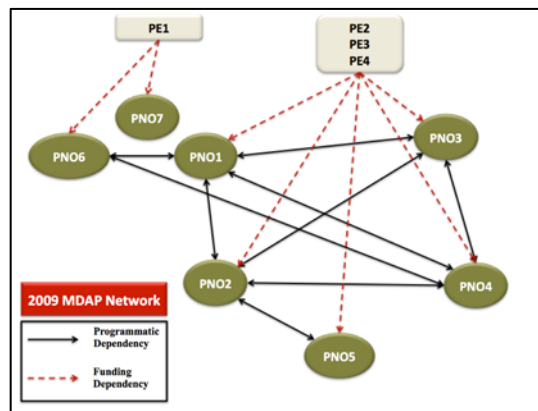 PE1
PE2
PE3
PE4
PNO7
PNO3
PNO6
PNO1
PNO2
PNO4
PNO5
2009 MDAP Network
Programmatic
Dependency
Funding
Dependency